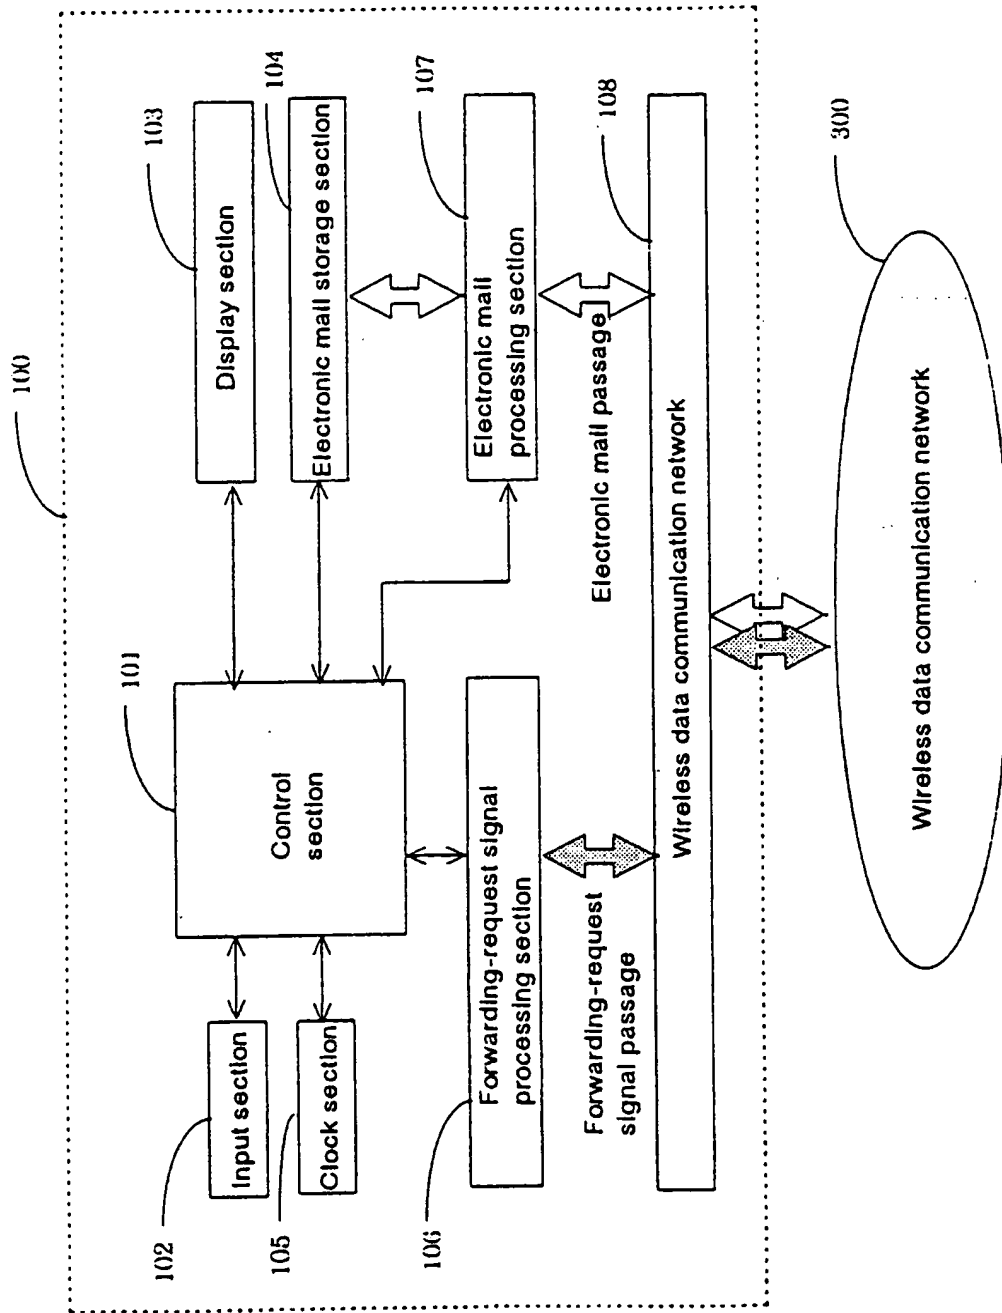 100
101
103
Display section
104
Electronic mail storage section
102
Input section
Control
section
105
Clock section
107
Electronic mail
processing section
106
Forwarding-request signal
processing section
Forwarding-request
signal passage
Electronic mail passage
108
Wireless data communication network
300
Wireless data communication network